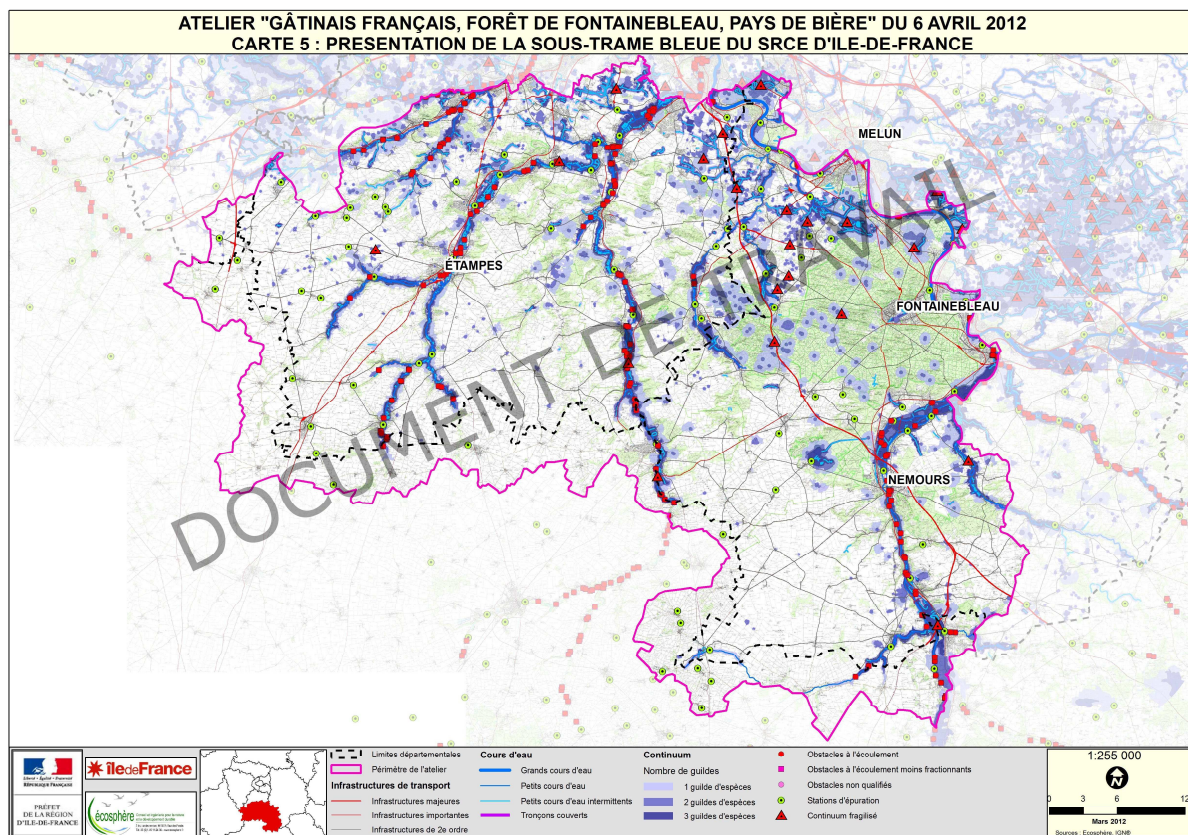 ATELIER "GÂTINAIS FRANÇAIS, FORÊT DE FONTAINEBLEAU, PAYS DE BIÈRE" DU 6 AVRIL 2012
CARTE 5 : PRESENTATION DE LA SOUS-TRAME BLEUE DU SRCE D'ILE-DE-FRANCE
MELUN
ÉTAMPES
FONTAINEBLEAU
NEMOURS
DOCUMENT DE TRAVAIL
Liberté • Égalité • Fraternité
RÉPUBLIQUE FRANÇAISE
PRÉFET
DE LA RÉGION
D'ILE-DE-FRANCE
îledeFrance
écosphère
Limites départementales
Périmètre de l'atelier
Infrastructures de transport
Infrastructures majeures
Infrastructures importantes
Infrastructures de 2e ordre
Cours d'eau
Grands cours d'eau
Petits cours d'eau
Petits cours d'eau intermittents
Tronçons couverts
Continuum
Nombre de guildes
1 guilde d'espèces
2 guildes d'espèces
3 guildes d'espèces
Obstacles à l'écoulement
Obstacles à l'écoulement moins fractionnants
Obstacles non qualifiés
Stations d'épuration
Continuum fragilisé
1:255 000
N
0 3 6 12
Mars 2012
Sources : Ecosphère, IGN®